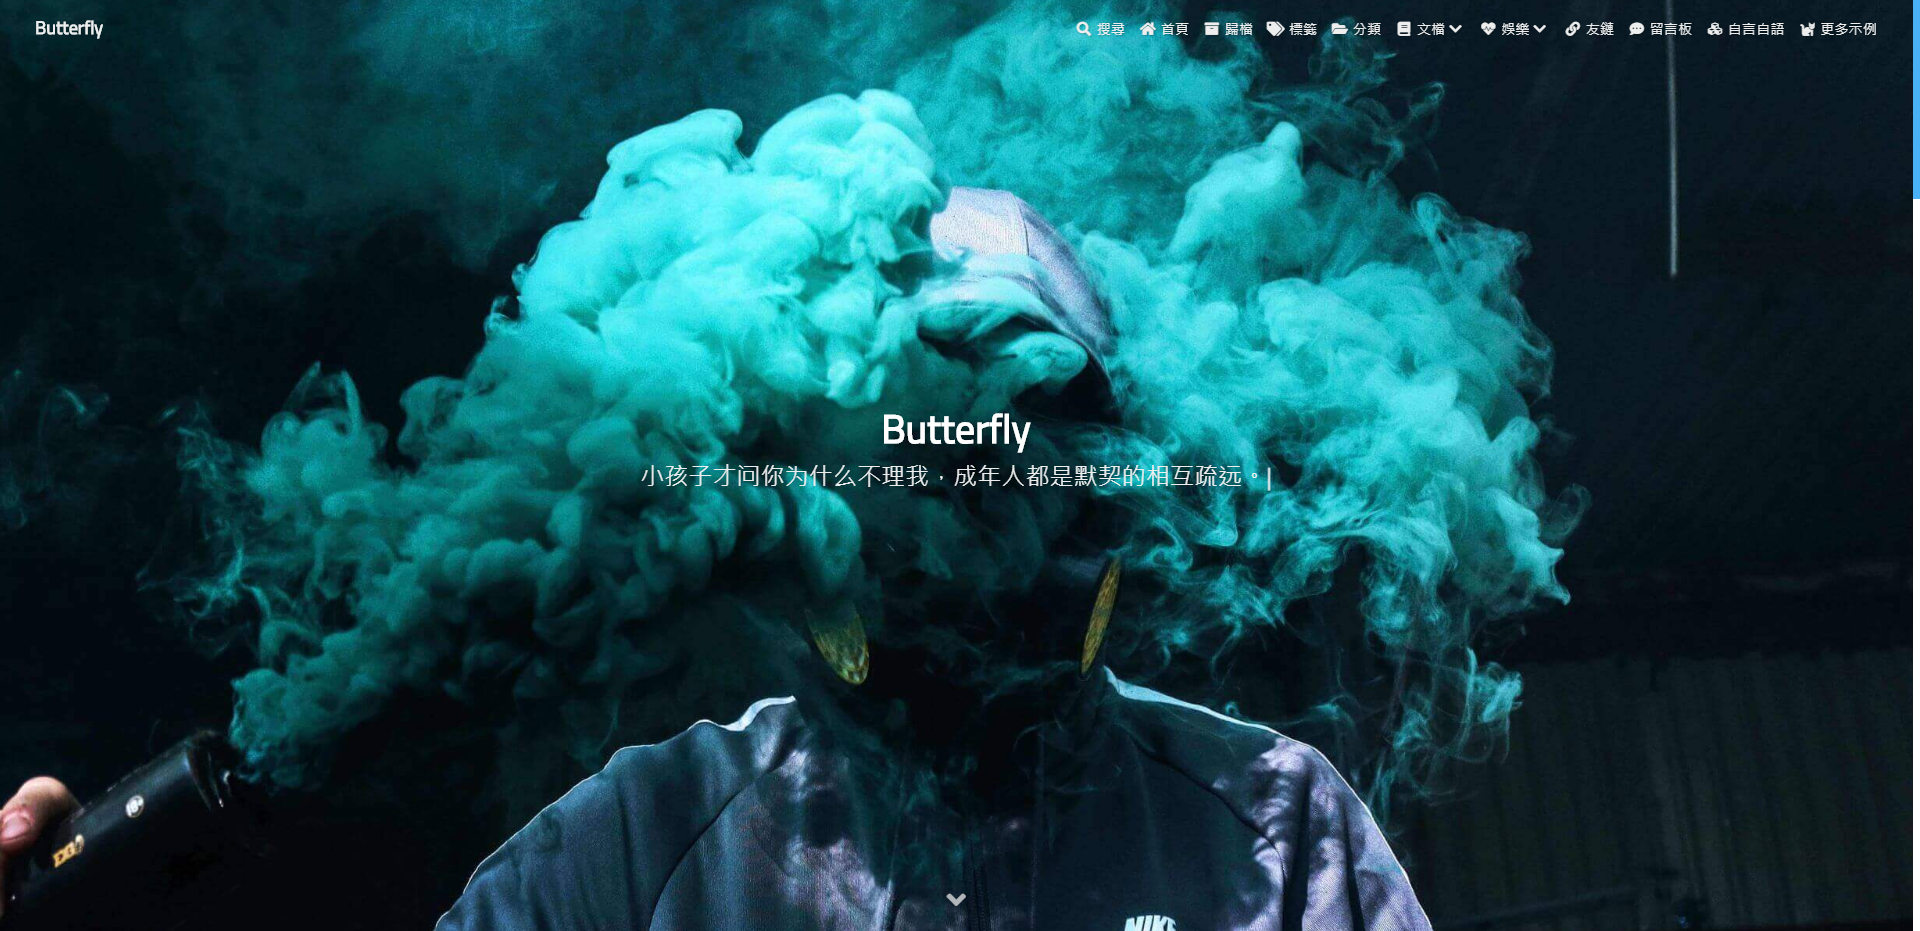 Butterfly
搜尋 首頁 歸檔 標籤 分類 文檔 娛樂 友鏈 留言板 自言自語 更多示例
Butterfly
小孩子才问你为什么不理我，成年人都是默契的相互疏远。|
NIKE